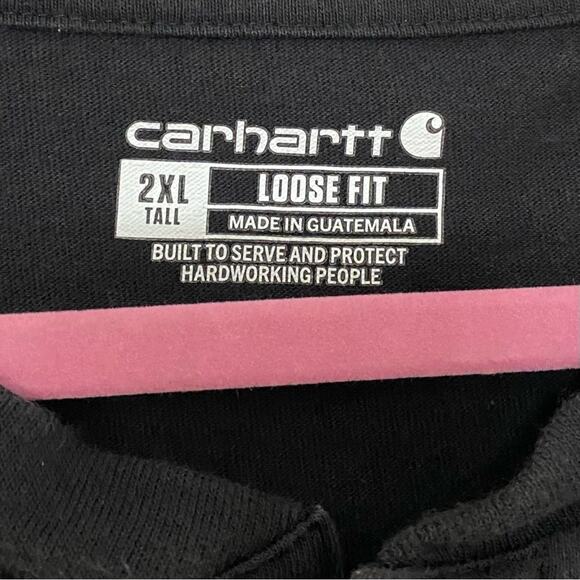 carhartt
2XL
TALL
LOOSE FIT
MADE IN GUATEMALA
BUILT TO SERVE AND PROTECT
HARDWORKING PEOPLE